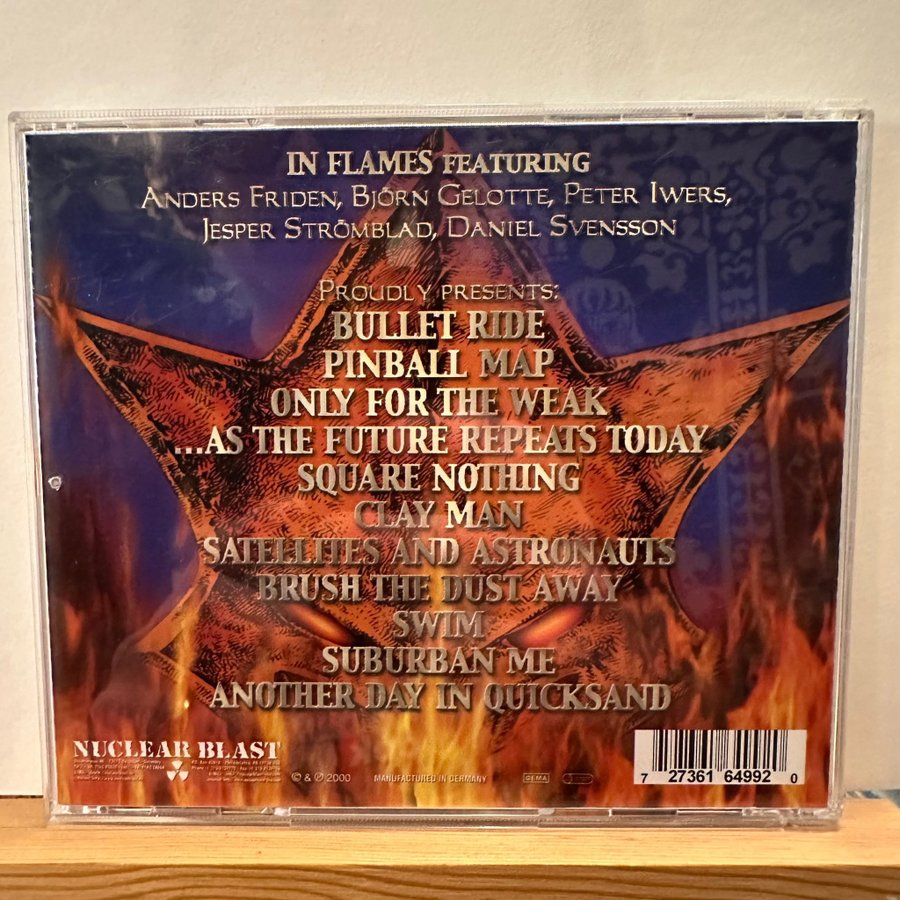 IN FLAMES FEATURING
ANDERS FRIDEN, BJÖRN GELOTTE, PETER IWERS,
JESPER STRÖMBLAD, DANIEL SVENSSON
PROUDLY PRESENTS:
BULLET RIDE
PINBALL MAP
ONLY FOR THE WEAK
...AS THE FUTURE REPEATS TODAY
SQUARE NOTHING
CLAY MAN
SATELLITES AND ASTRONAUTS
BRUSH THE DUST AWAY
SWIM
SUBURBAN ME
ANOTHER DAY IN QUICKSAND
NUCLEAR BLAST
© & ℗ 2000 MANUFACTURED IN GERMANY GEMA
7 27361 64992 0